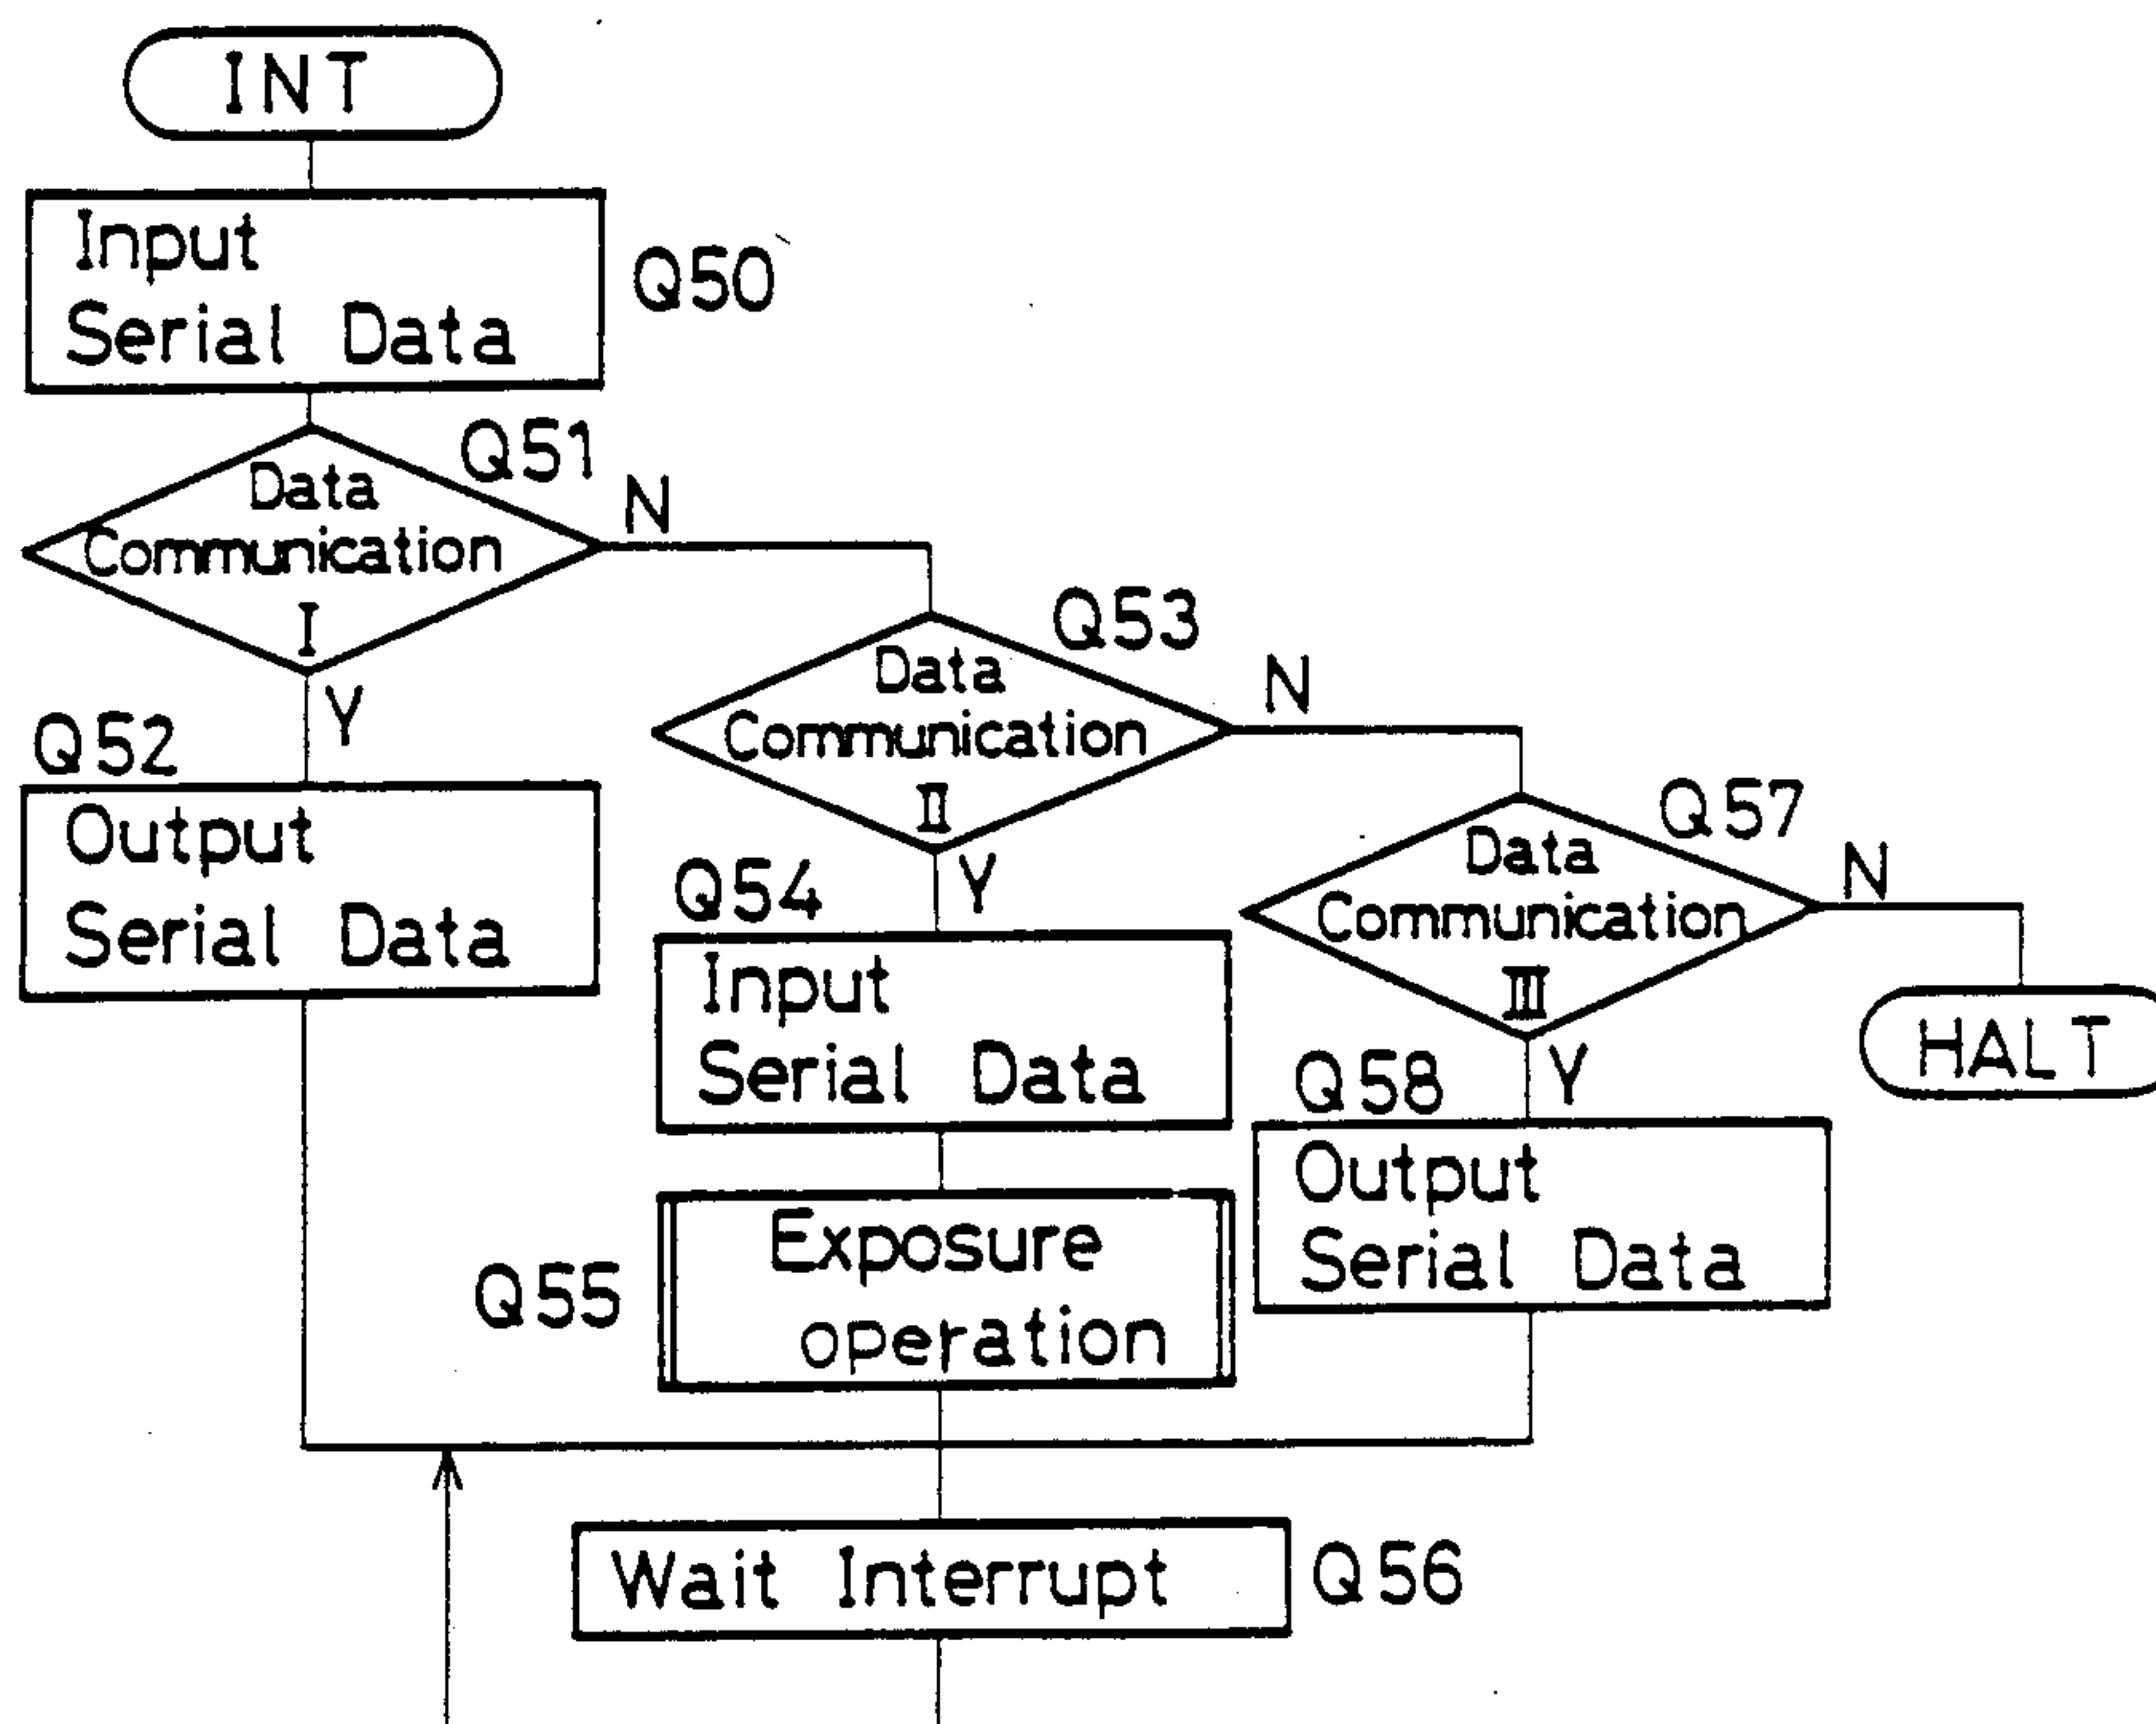 INT
Input
Serial Data
Q50
Q51
Data
Communication
I
N
Y
Q52
Output
Serial Data
Q53
Data
Communication
II
N
Y
Q54
Input
Serial Data
Q55
Exposure
operation
Q57
Data
Communication
III
N
HALT
Y
Q58
Output
Serial Data
Wait Interrupt
Q56